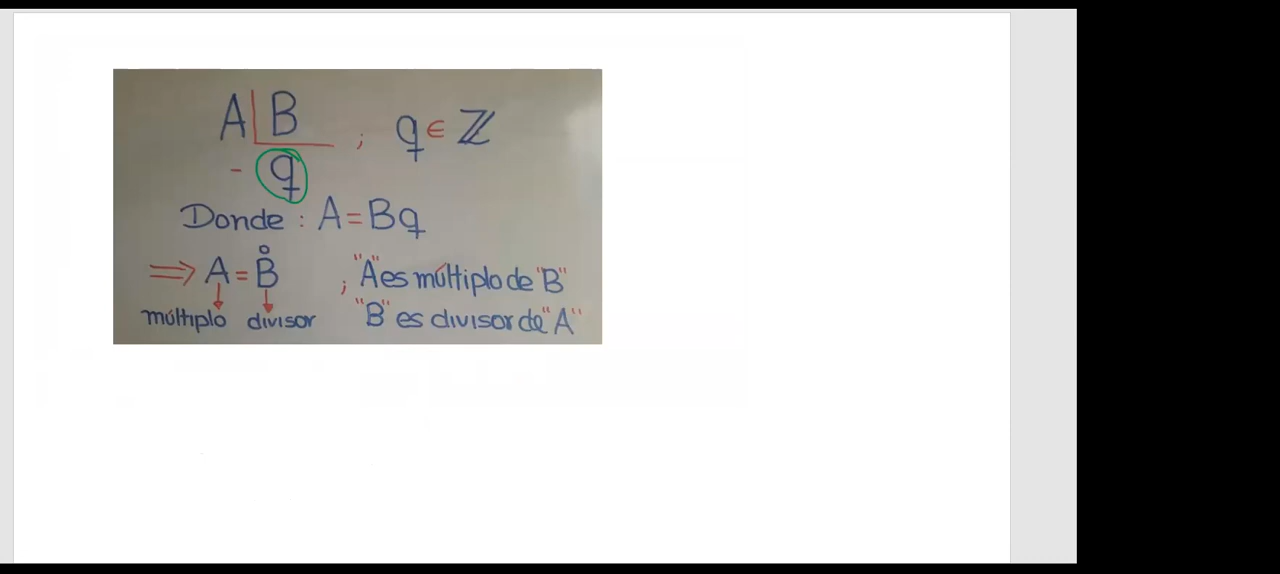 A B
- q ; q ∈ ℤ
Donde : A = Bq
⟹ A = B̊ ; "A" es múltiplo de "B"
múltiplo divisor "B" es divisor de "A"